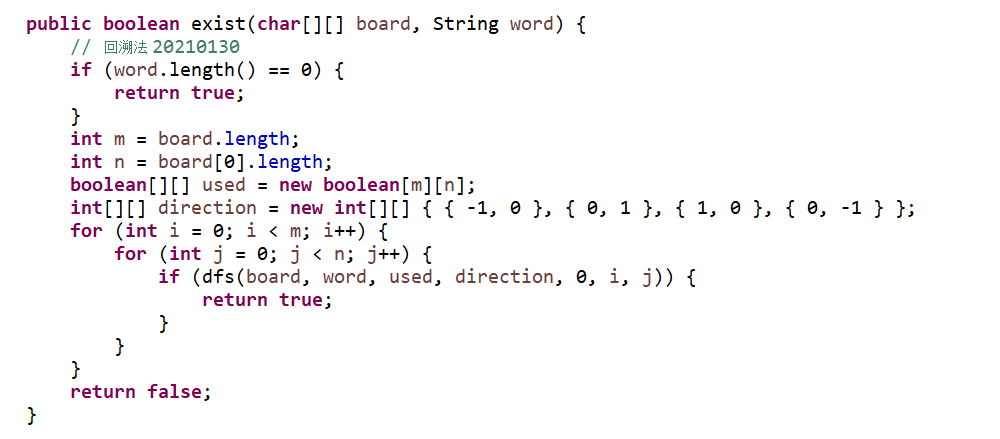 public boolean exist(char[][] board, String word) {
    // 回溯法 20210130
    if (word.length() == 0) {
        return true;
    }
    int m = board.length;
    int n = board[0].length;
    boolean[][] used = new boolean[m][n];
    int[][] direction = new int[][] { { -1, 0 }, { 0, 1 }, { 1, 0 }, { 0, -1 } };
    for (int i = 0; i < m; i++) {
        for (int j = 0; j < n; j++) {
            if (dfs(board, word, used, direction, 0, i, j)) {
                return true;
            }
        }
    }
    return false;
}